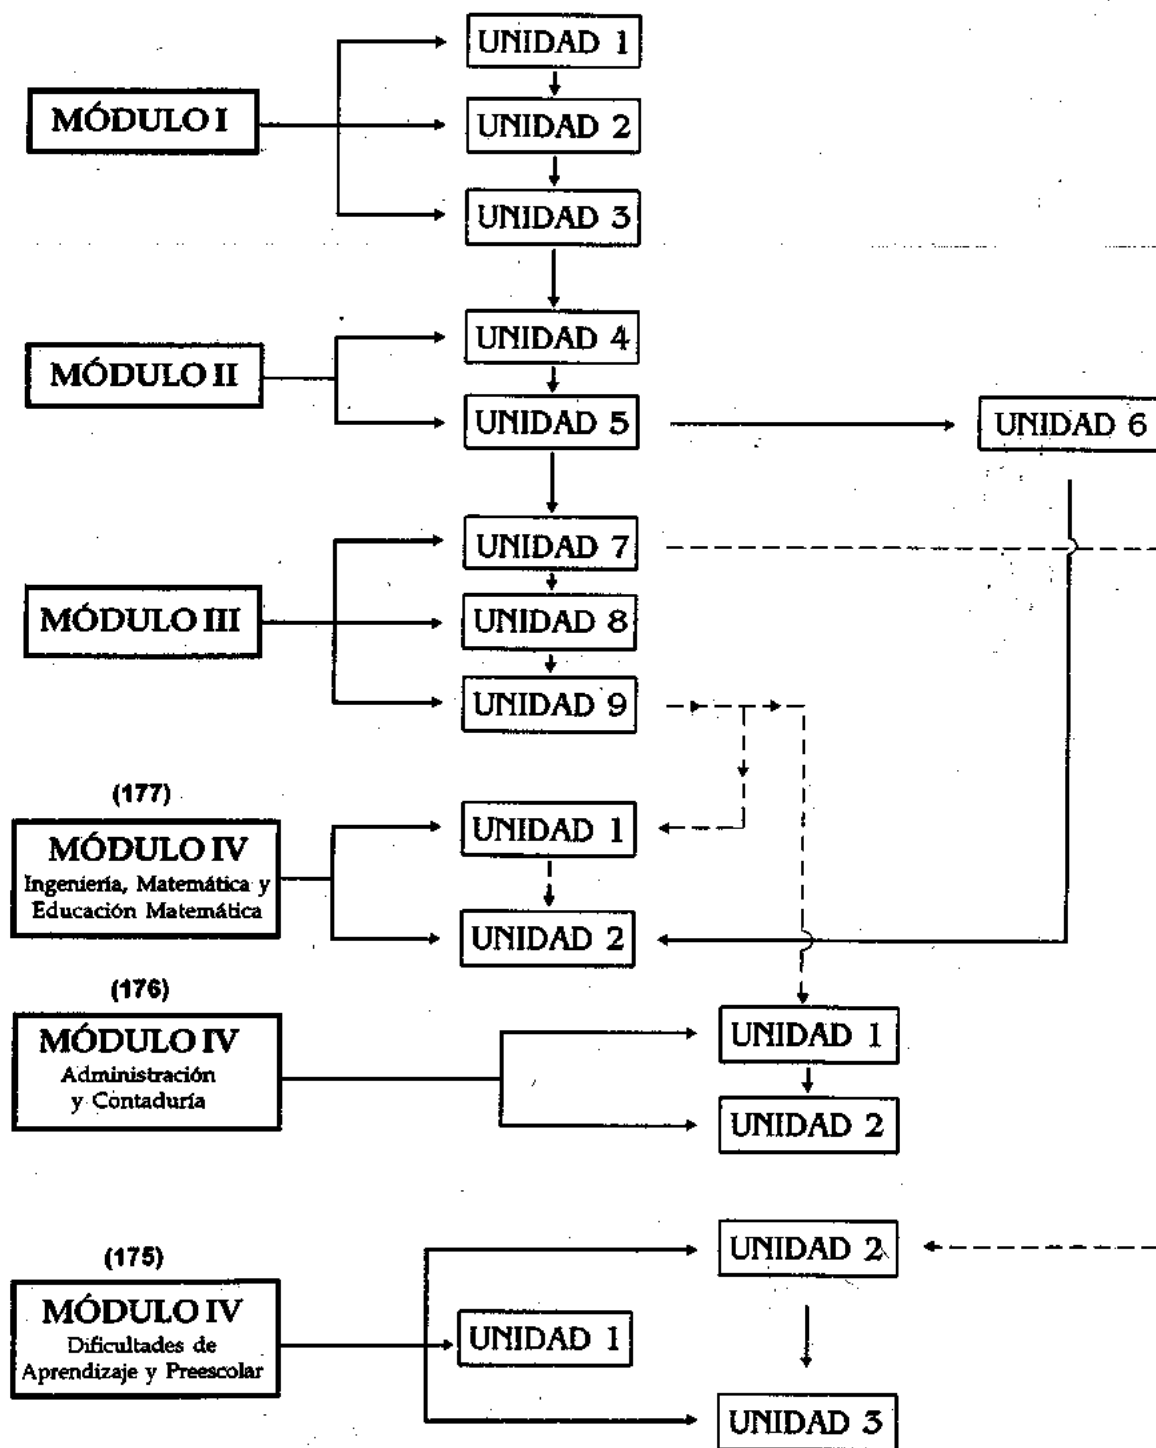 UNIDAD 1
MÓDULO I
UNIDAD 2
UNIDAD 3
UNIDAD 4
MÓDULO II
UNIDAD 5
UNIDAD 6
UNIDAD 7
MÓDULO III
UNIDAD 8
UNIDAD 9
(177)
MÓDULO IV
Ingeniería, Matemática y
Educación Matemática
UNIDAD 1
UNIDAD 2
(176)
MÓDULO IV
Administración
y Contaduría
UNIDAD 1
UNIDAD 2
(175)
MÓDULO IV
Dificultades de
Aprendizaje y Preescolar
UNIDAD 2
UNIDAD 1
UNIDAD 3